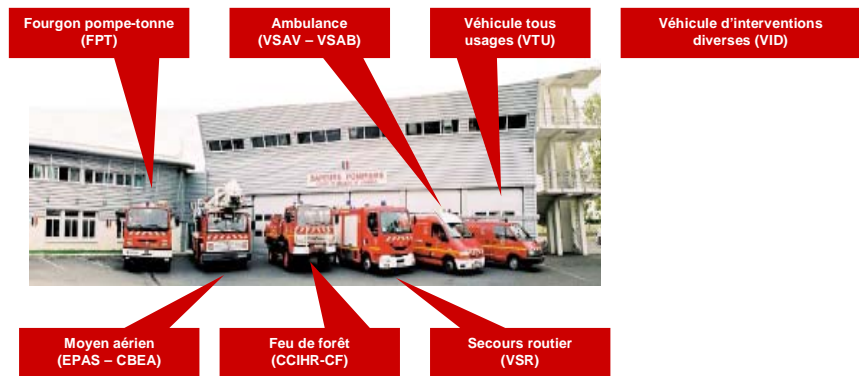 Fourgon pompe-tonne
(FPT)
Ambulance
(VSAV – VSAB)
Véhicule tous
usages (VTU)
Véhicule d’interventions
diverses (VID)
SAPEURS POMPIERS
Moyen aérien
(EPAS – CBEA)
Feu de forêt
(CCIHR-CF)
Secours routier
(VSR)